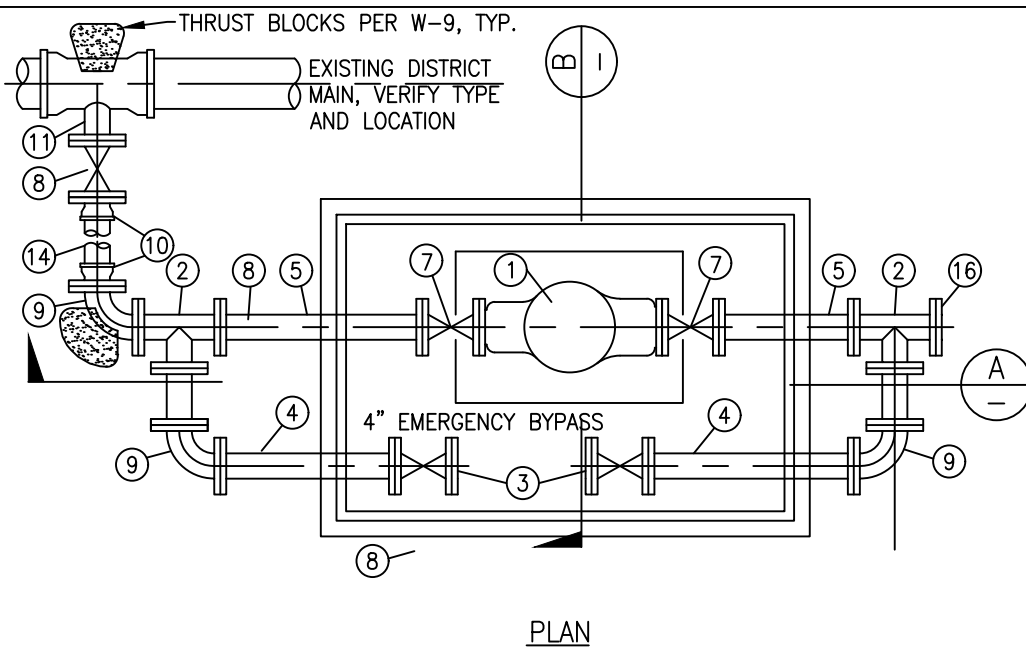 THRUST BLOCKS PER W-9, TYP.
EXISTING DISTRICT
MAIN, VERIFY TYPE
AND LOCATION
B
–
11
8
14
10
2
8
5
7
1
7
5
2
16
9
A
–
4
4" EMERGENCY BYPASS
4
9
3
9
8
PLAN